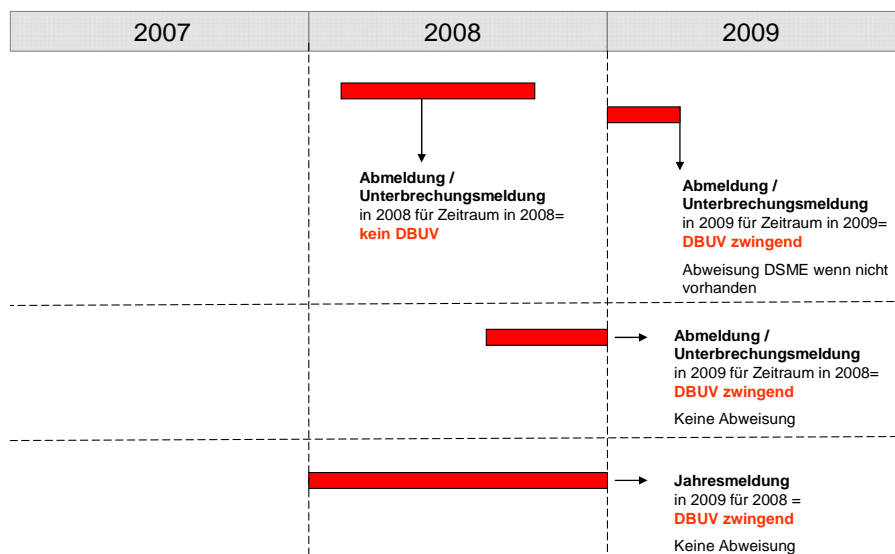 2007
2008
2009
Abmeldung /
Unterbrechungsmeldung
in 2008 für Zeitraum in 2008=
kein DBUV
Abmeldung /
Unterbrechungsmeldung
in 2009 für Zeitraum in 2009=
DBUV zwingend
Abweisung DSME wenn nicht
vorhanden
Abmeldung /
Unterbrechungsmeldung
in 2009 für Zeitraum in 2008=
DBUV zwingend
Keine Abweisung
Jahresmeldung
in 2009 für 2008 =
DBUV zwingend
Keine Abweisung